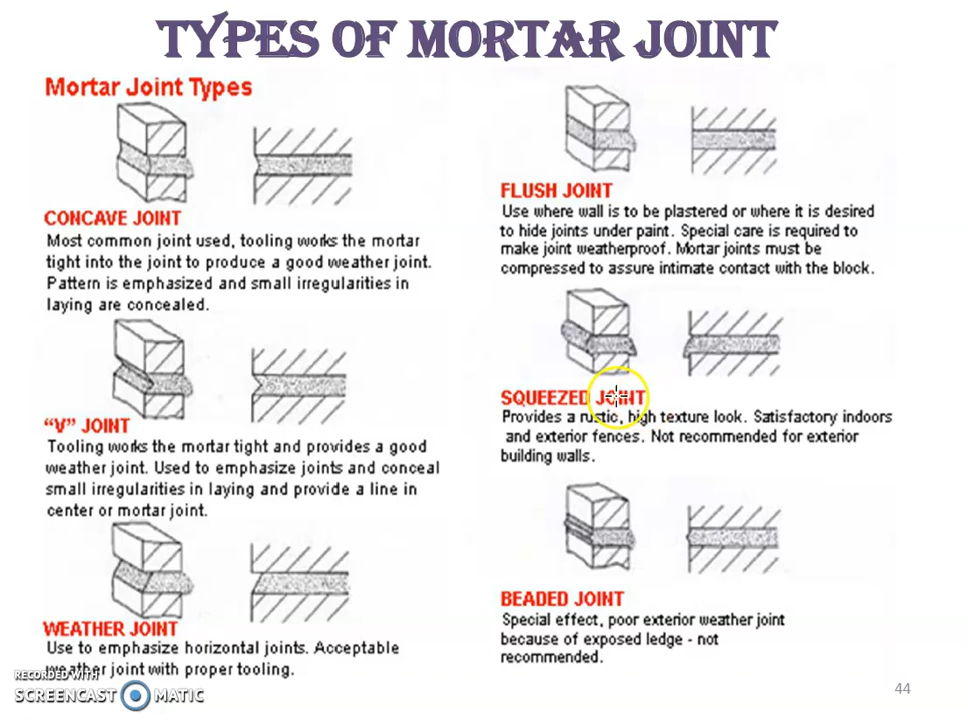 TYPES OF MORTAR JOINT
Mortar Joint Types
CONCAVE JOINT
Most common joint used, tooling works the mortar
tight into the joint to produce a good weather joint.
Pattern is emphasized and small irregularities in
laying are concealed.
"V" JOINT
Tooling works the mortar tight and provides a good
weather joint. Used to emphasize joints and conceal
small irregularities in laying and provide a line in
center or mortar joint.
WEATHER JOINT
Use to emphasize horizontal joints. Acceptable
weather joint with proper tooling.
FLUSH JOINT
Use where wall is to be plastered or where it is desired
to hide joints under paint. Special care is required to
make joint weatherproof. Mortar joints must be
compressed to assure intimate contact with the block.
SQUEEZED JOINT
Provides a rustic, high texture look. Satisfactory indoors
and exterior fences. Not recommended for exterior
building walls.
BEADED JOINT
Special effect, poor exterior weather joint
because of exposed ledge - not
recommended.
RECORDED WITH
SCREENCAST MATIC
44